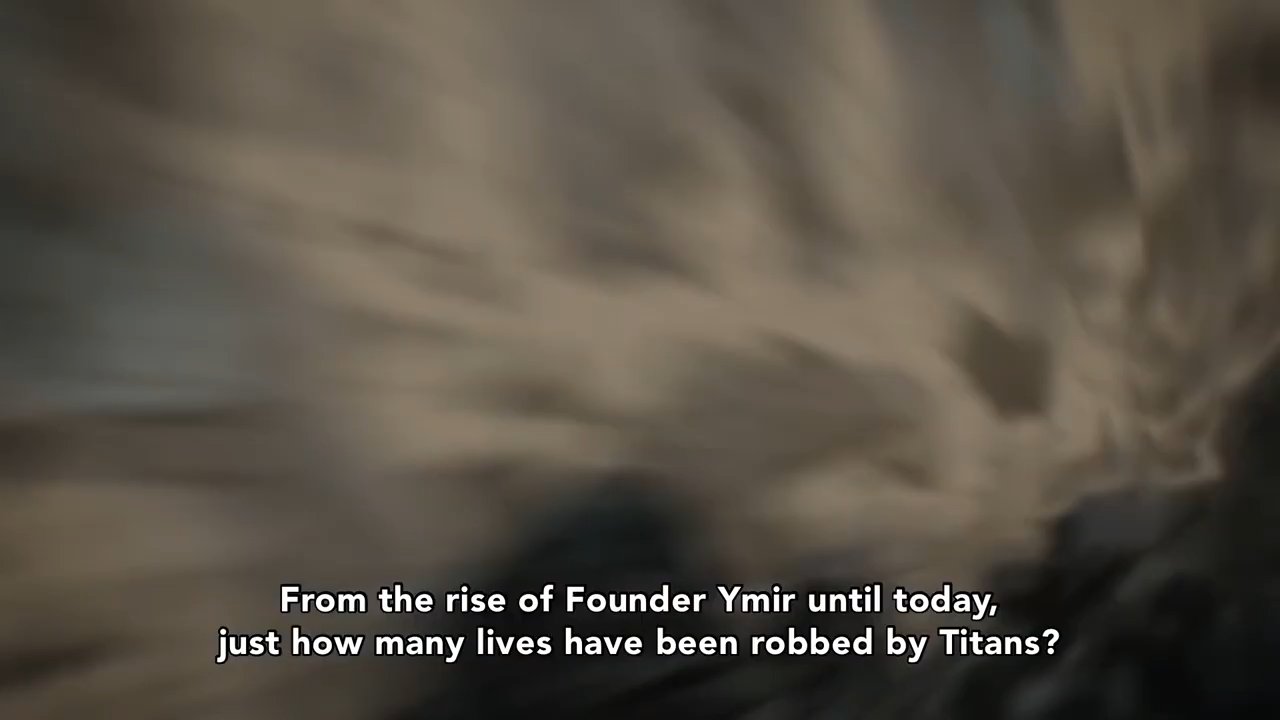 From the rise of Founder Ymir until today,
just how many lives have been robbed by Titans?